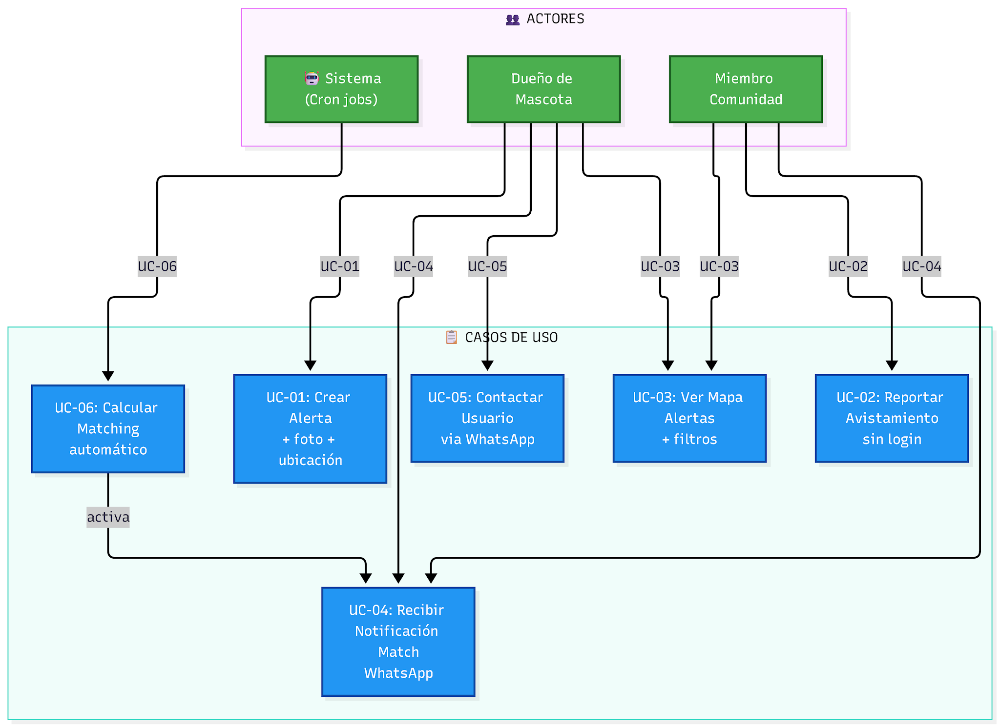 👥 ACTORES
🤖 Sistema
(Cron jobs)
Dueño de
Mascota
Miembro
Comunidad
UC-06
UC-01
UC-04
UC-05
UC-03
UC-03
UC-02
UC-04
📋 CASOS DE USO
UC-06: Calcular
Matching
automático
UC-01: Crear
Alerta
+ foto +
ubicación
UC-05: Contactar
Usuario
via WhatsApp
UC-03: Ver Mapa
Alertas
+ filtros
UC-02: Reportar
Avistamiento
sin login
activa
UC-04: Recibir
Notificación
Match
WhatsApp